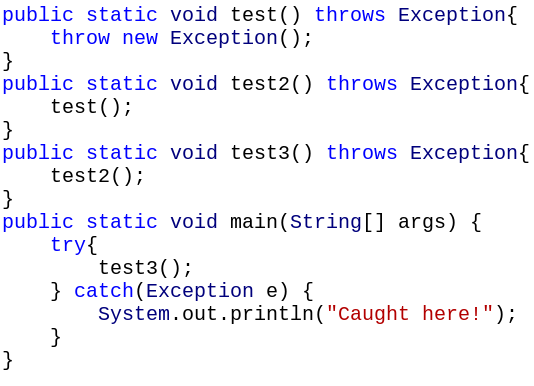 public static void test() throws Exception{
    throw new Exception();
}
public static void test2() throws Exception{
    test();
}
public static void test3() throws Exception{
    test2();
}
public static void main(String[] args) {
    try{
        test3();
    } catch(Exception e) {
        System.out.println("Caught here!");
    }
}